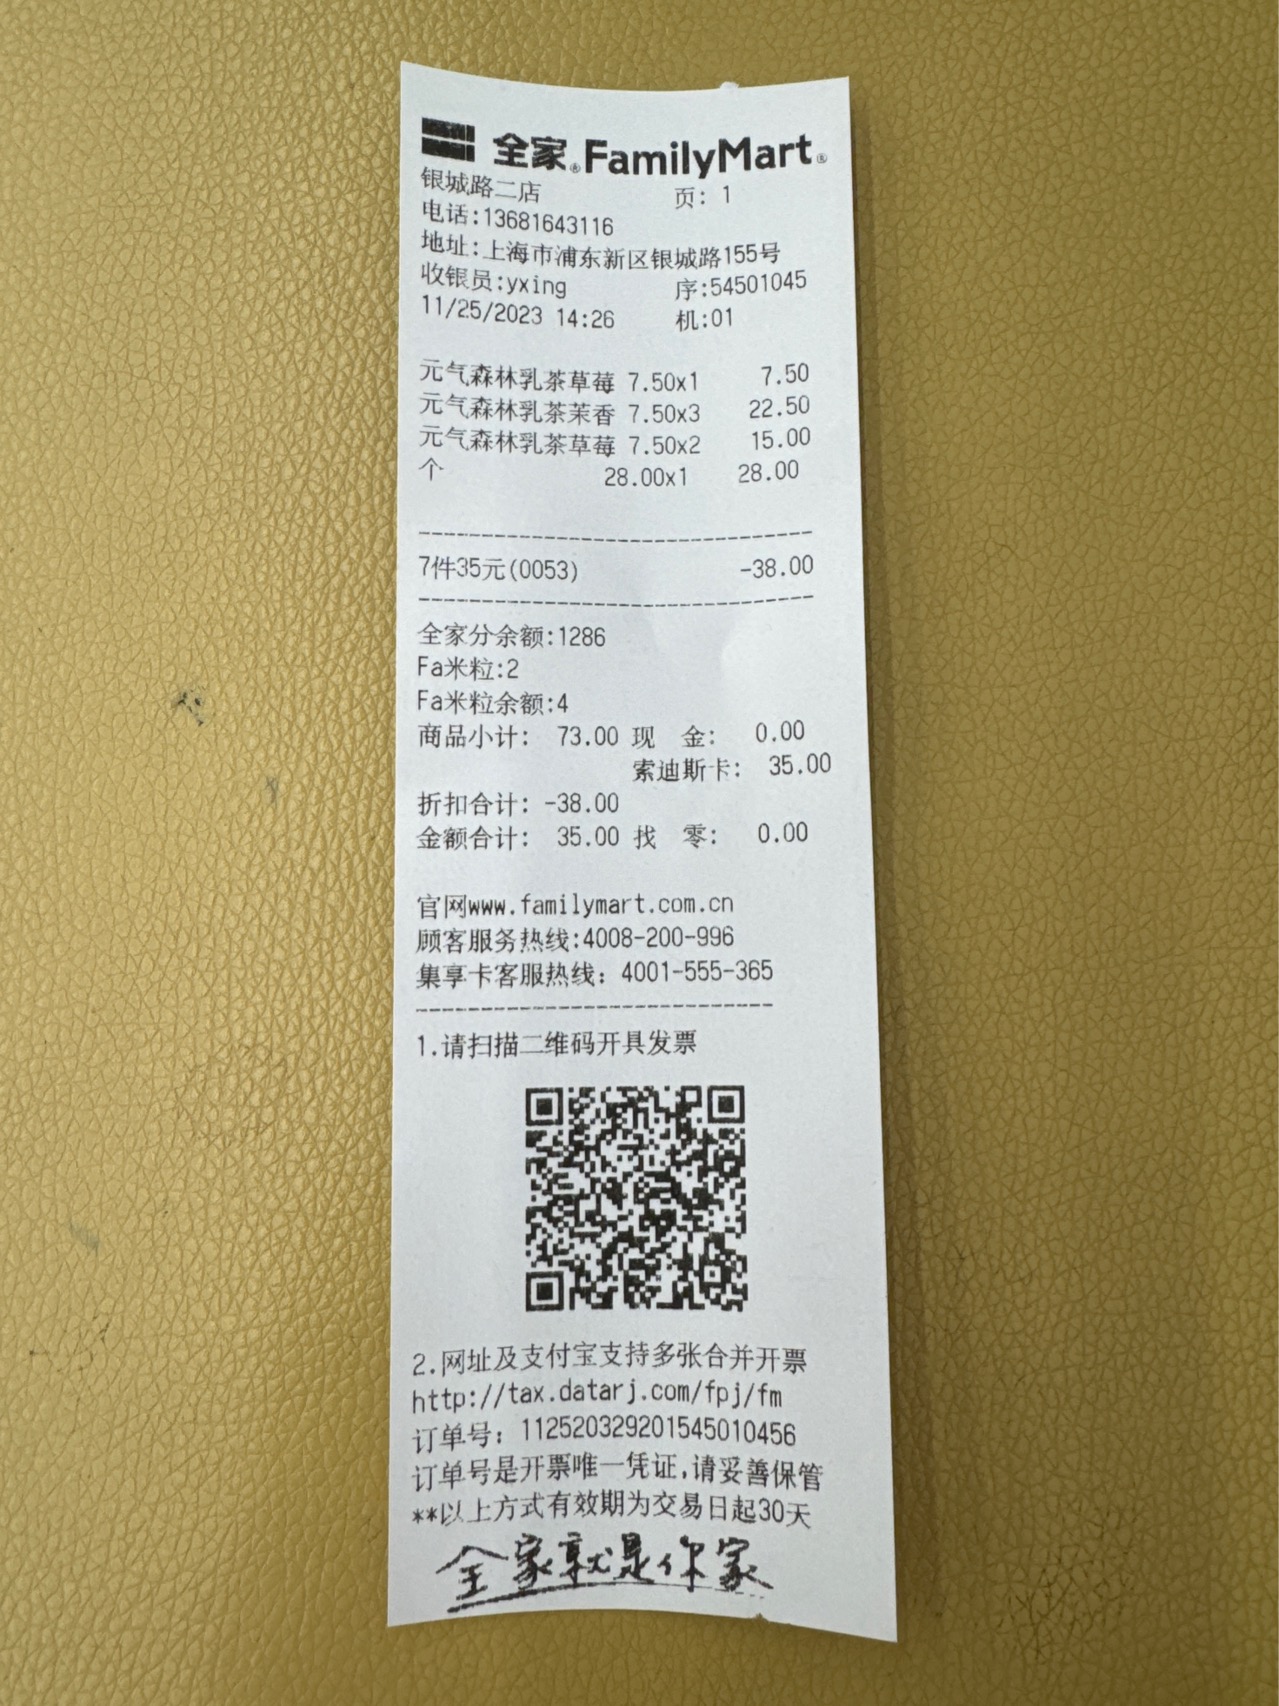 全家®FamilyMart®
银城路二店 页: 1
电话:13681643116
地址:上海市浦东新区银城路155号
收银员:yxing 序:54501045
11/25/2023 14:26 机:01
元气森林乳茶草莓 7.50x1 7.50
元气森林乳茶茉香 7.50x3 22.50
元气森林乳茶草莓 7.50x2 15.00
个 28.00x1 28.00
7件35元(0053) -38.00
全家分余额:1286
Fa米粒:2
Fa米粒余额:4
商品小计: 73.00 现 金: 0.00
索迪斯卡: 35.00
折扣合计: -38.00
金额合计: 35.00 找 零: 0.00
官网www.familymart.com.cn
顾客服务热线:4008-200-996
集享卡客服热线: 4001-555-365
1.请扫描二维码开具发票
2.网址及支付宝支持多张合并开票
http://tax.datarj.com/fpj/fm
订单号: 112520329201545010456
订单号是开票唯一凭证,请妥善保管
**以上方式有效期为交易日起30天
全家就是你家